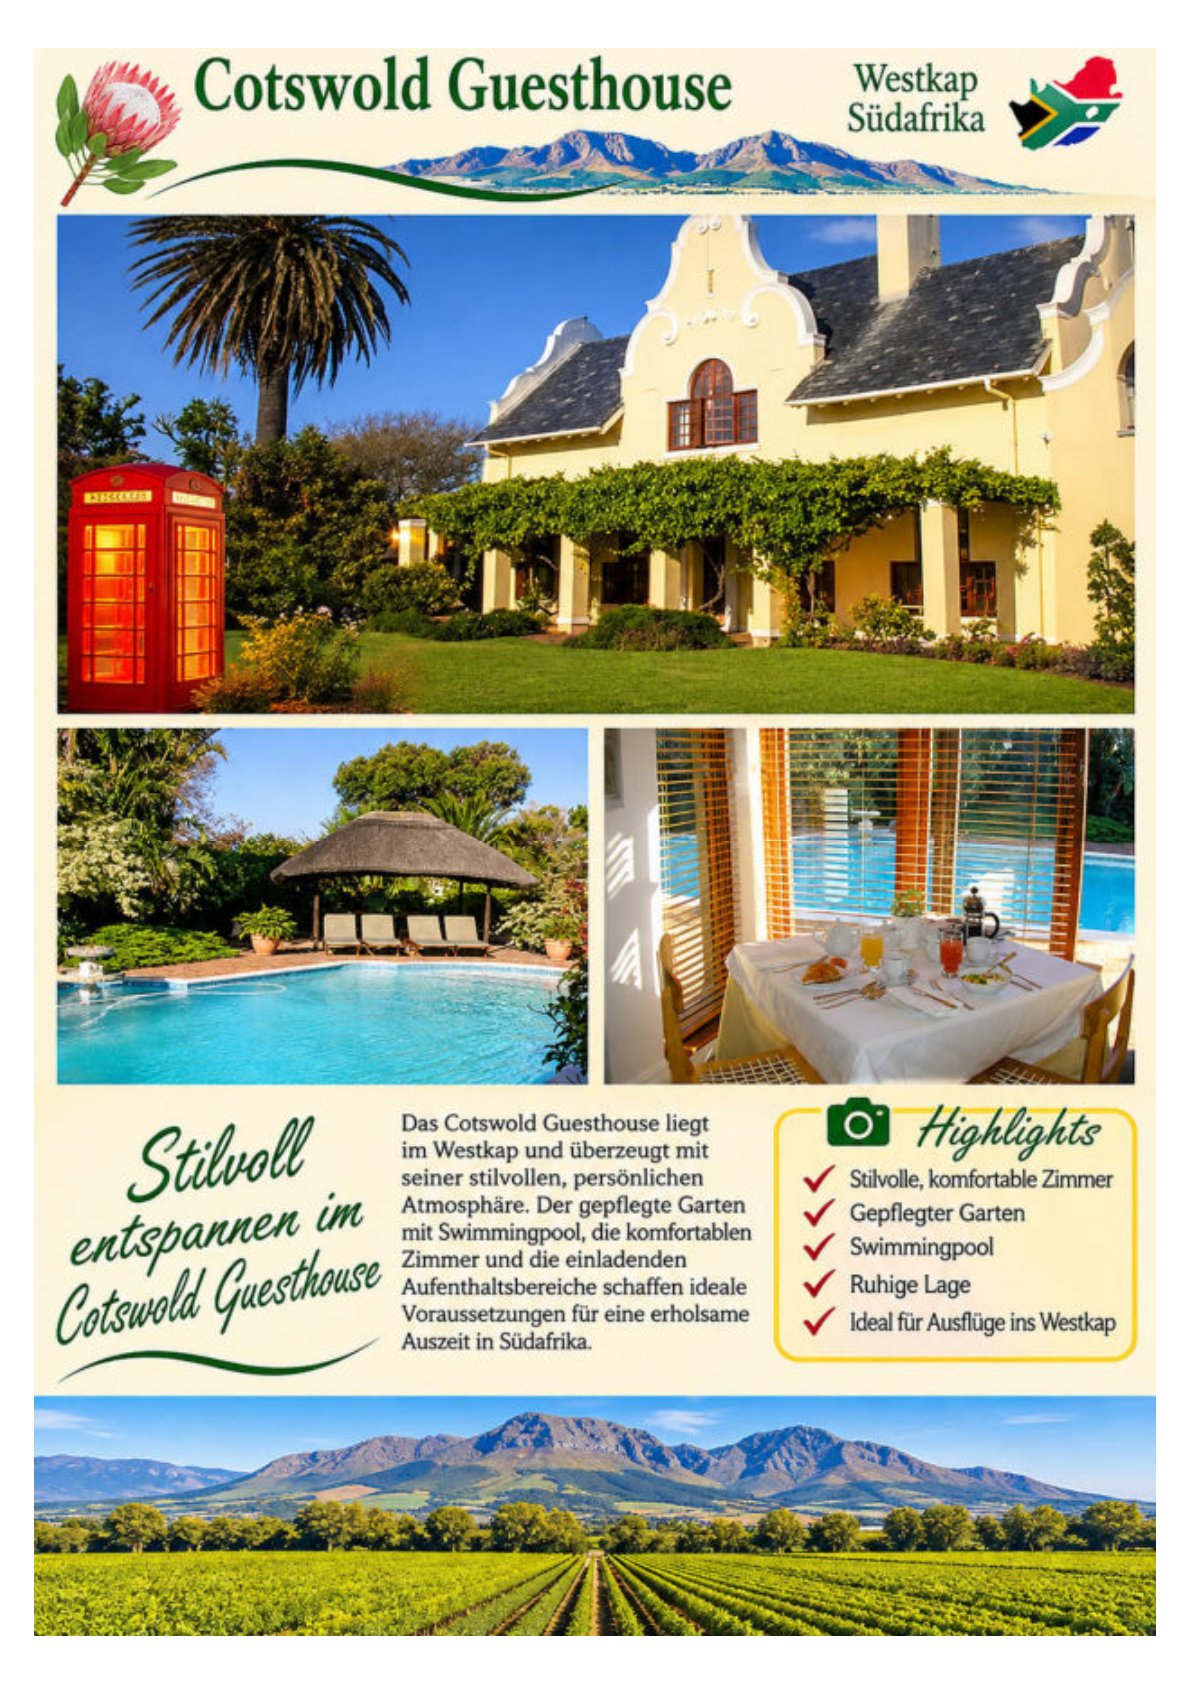 Cotswold Guesthouse
Westkap
Südafrika
Stilvoll
entspannen im
Cotswold Guesthouse
Das Cotswold Guesthouse liegt
im Westkap und überzeugt mit
seiner stilvollen, persönlichen
Atmosphäre. Der gepflegte Garten
mit Swimmingpool, die komfortablen
Zimmer und die einladenden
Aufenthaltsbereiche schaffen ideale
Voraussetzungen für eine erholsame
Auszeit in Südafrika.
Highlights
Stilvolle, komfortable Zimmer
Gepflegter Garten
Swimmingpool
Ruhige Lage
Ideal für Ausflüge ins Westkap